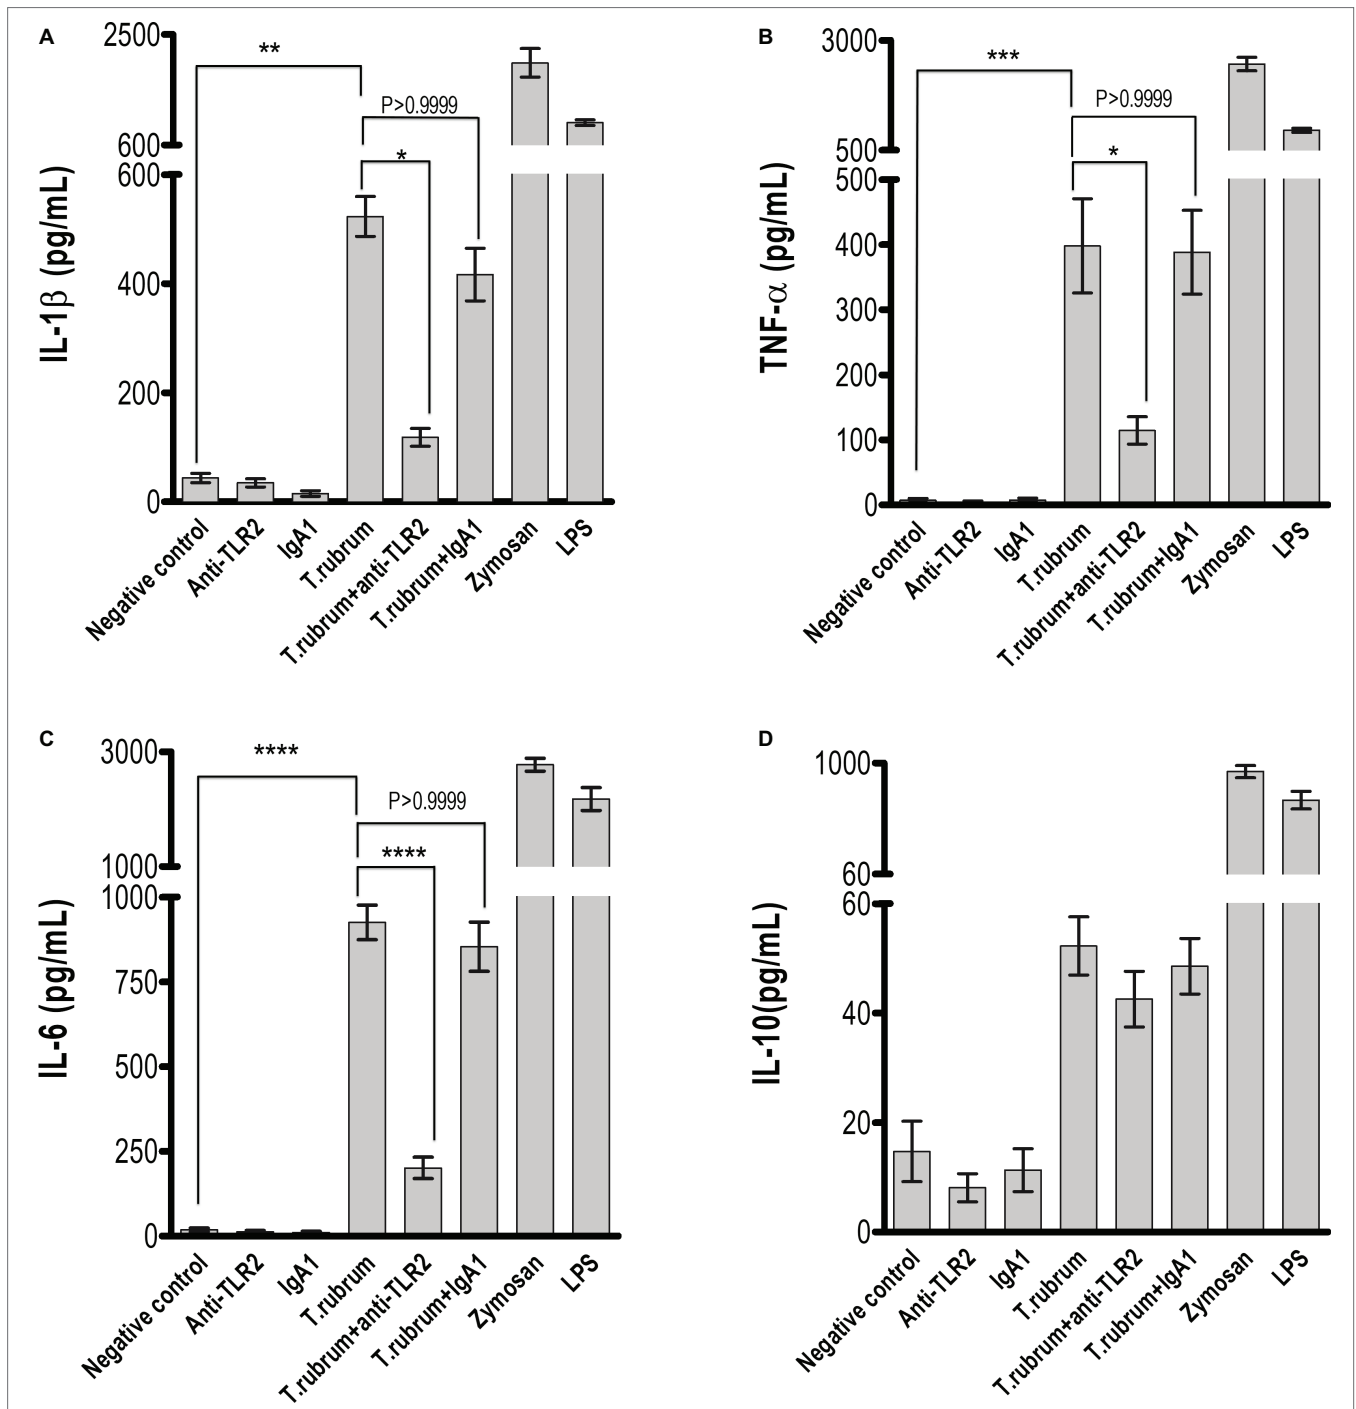 A
2500
600
600
400
200
0
IL-1β (pg/mL)
**
P>0.9999
*
Negative control
Anti-TLR2
IgA1
T.rubrum
T.rubrum+anti-TLR2
T.rubrum+IgA1
Zymosan
LPS
B
3000
500
500
400
300
200
100
0
TNF-α (pg/mL)
***
P>0.9999
*
Negative control
Anti-TLR2
IgA1
T.rubrum
T.rubrum+anti-TLR2
T.rubrum+IgA1
Zymosan
LPS
C
3000
1000
1000
750
500
250
0
IL-6 (pg/mL)
****
P>0.9999
****
Negative control
Anti-TLR2
IgA1
T.rubrum
T.rubrum+anti-TLR2
T.rubrum+IgA1
Zymosan
LPS
D
1000
60
60
40
20
0
IL-10(pg/mL)
Negative control
Anti-TLR2
IgA1
T.rubrum
T.rubrum+anti-TLR2
T.rubrum+IgA1
Zymosan
LPS